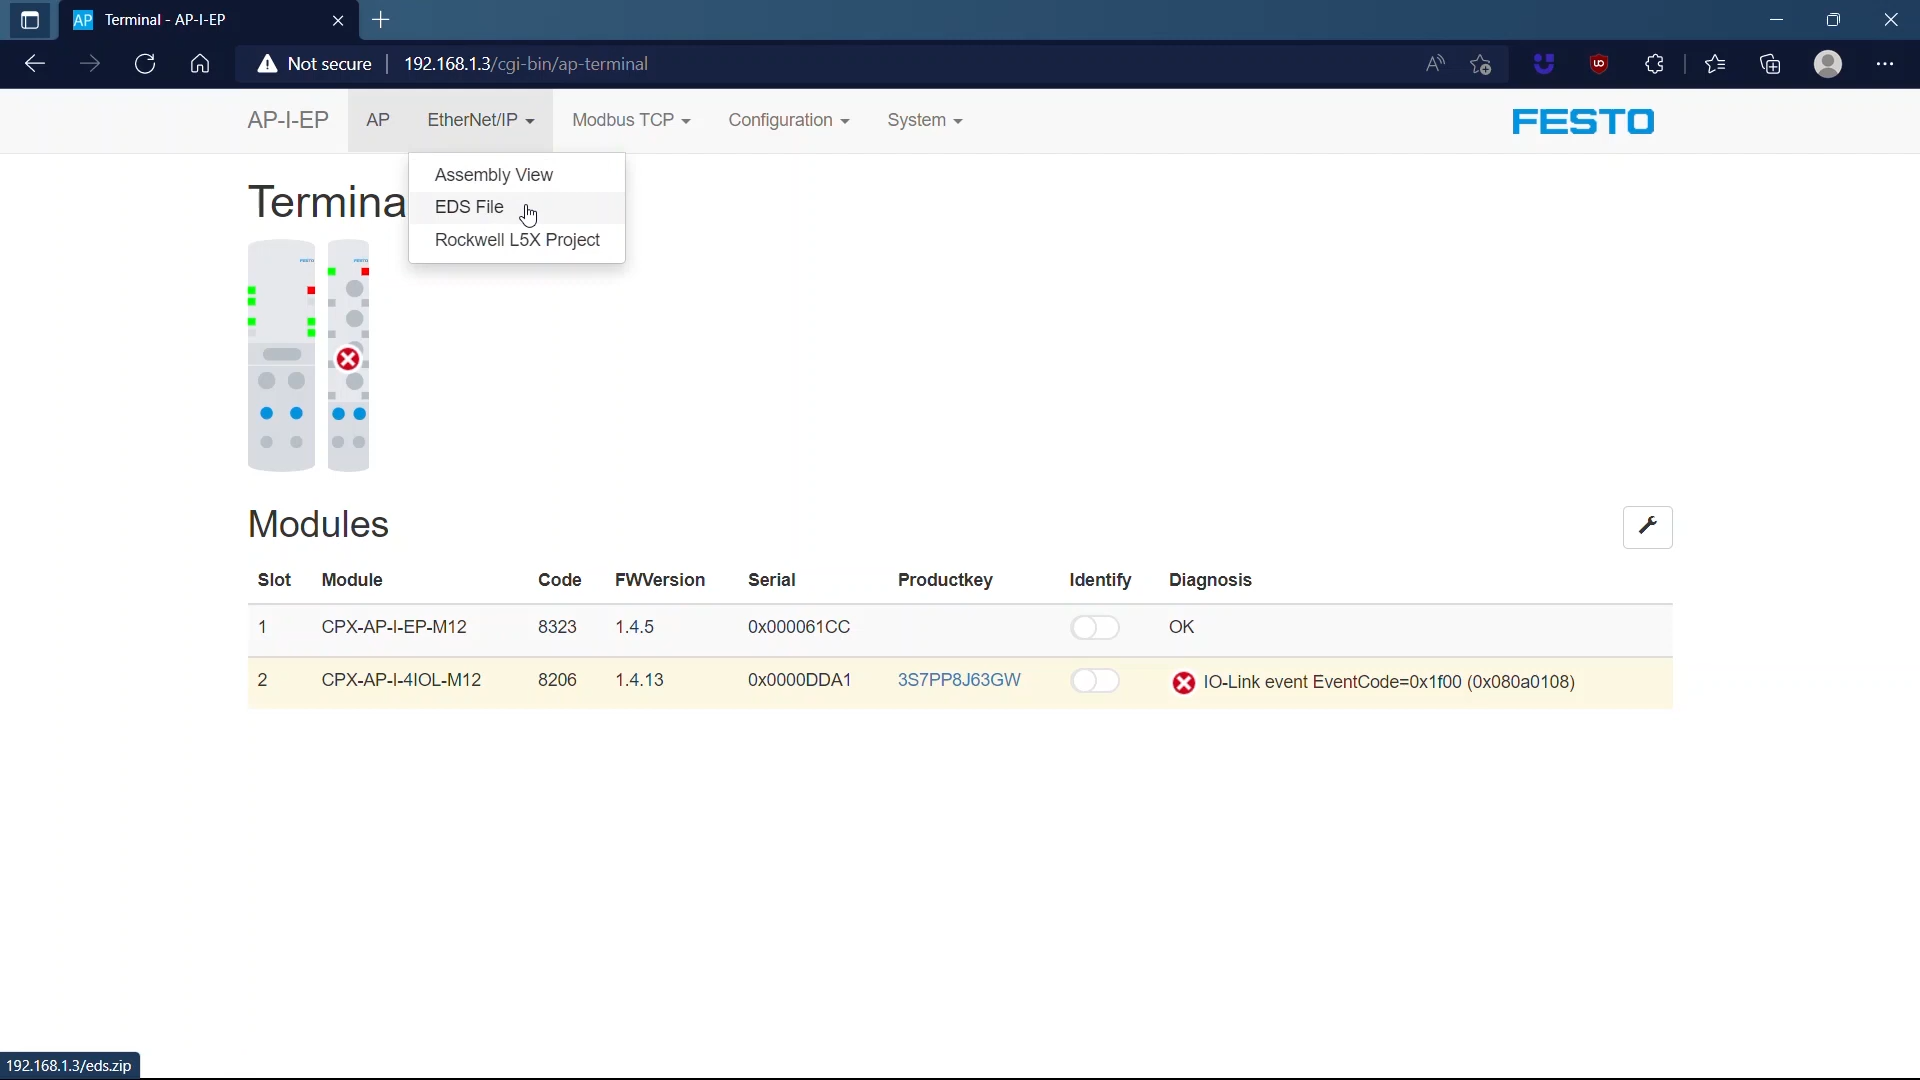 Terminal - AP-I-EP
Not secure 192.168.1.3/cgi-bin/ap-terminal
AP-I-EP AP EtherNet/IP Modbus TCP Configuration System FESTO
Assembly View
Termina
EDS File
Rockwell L5X Project
FESTO FESTO
Modules
Slot Module Code FWVersion Serial Productkey Identify Diagnosis
1 CPX-AP-I-EP-M12 8323 1.4.5 0x000061CC OK
2 CPX-AP-I-4IOL-M12 8206 1.4.13 0x0000DDA1 3S7PP8J63GW IO-Link event EventCode=0x1f00 (0x080a0108)
192.168.1.3/eds.zip